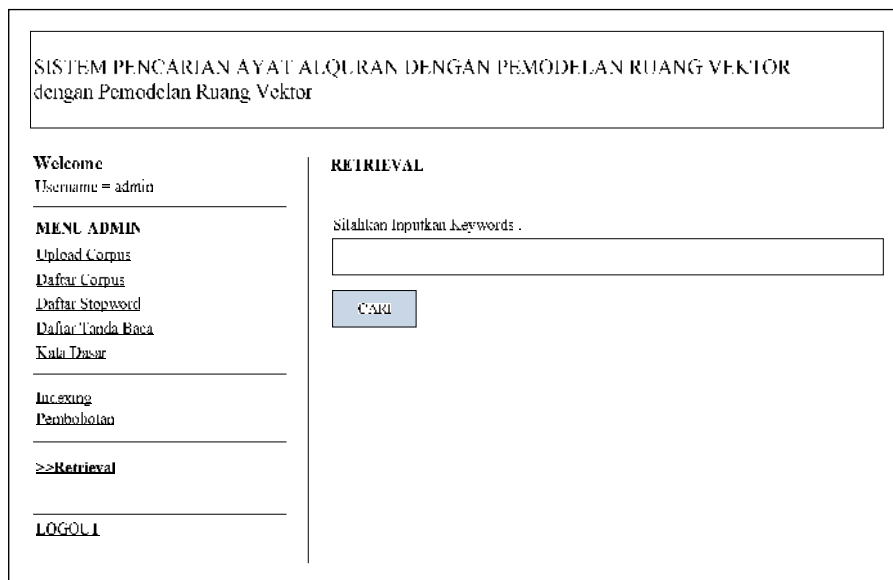 SISTEM PENCARIAN AYAT ALQURAN DENGAN PEMODELAN RUANG VEKTOR
dengan Pemodelan Ruang Vektor
Welcome
Username = admin
MENU ADMIN
Upload Corpus
Daftar Corpus
Daftar Stopword
Daftar Tanda Baca
Kata Dasar
Indexing
Pembobotan
>>Retrieval
LOGOUT
RETRIEVAL
Silahkan Inputkan Keywords :
CARI